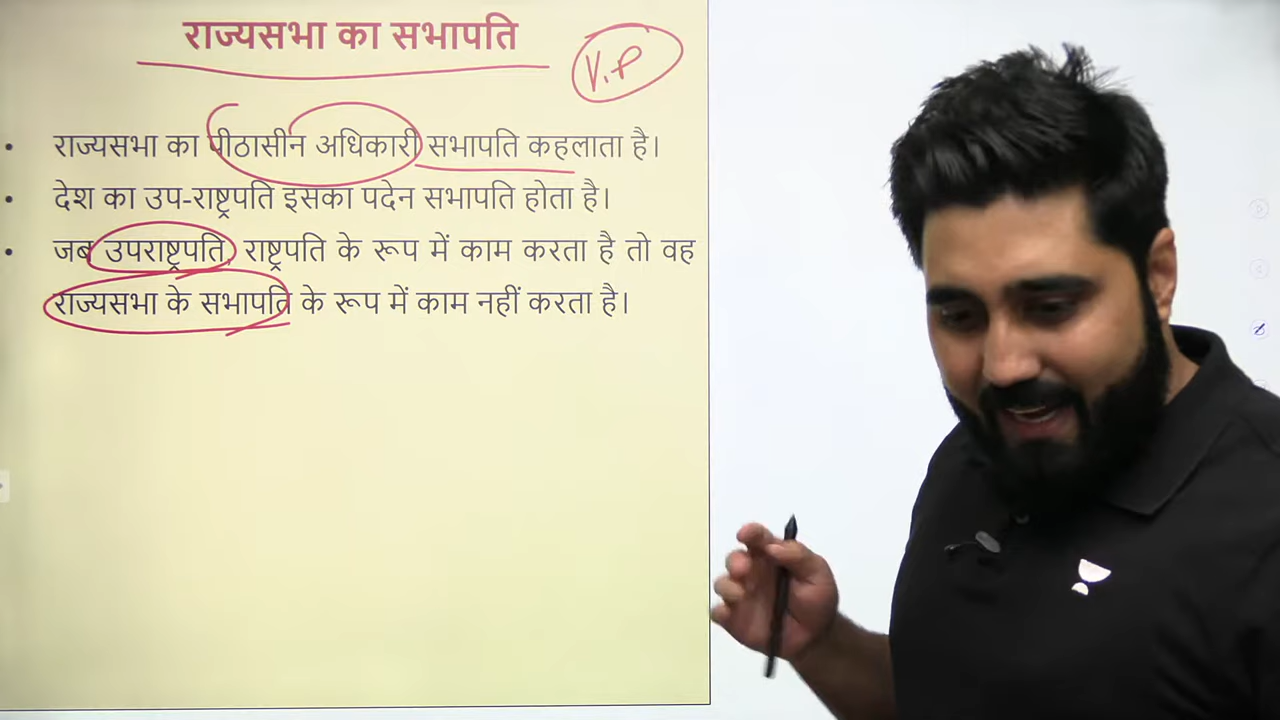 राज्यसभा का सभापति
V.P
• राज्यसभा का पीठासीन अधिकारी सभापति कहलाता है।
• देश का उप-राष्ट्रपति इसका पदेन सभापति होता है।
• जब उपराष्ट्रपति, राष्ट्रपति के रूप में काम करता है तो वह
राज्यसभा के सभापति के रूप में काम नहीं करता है।